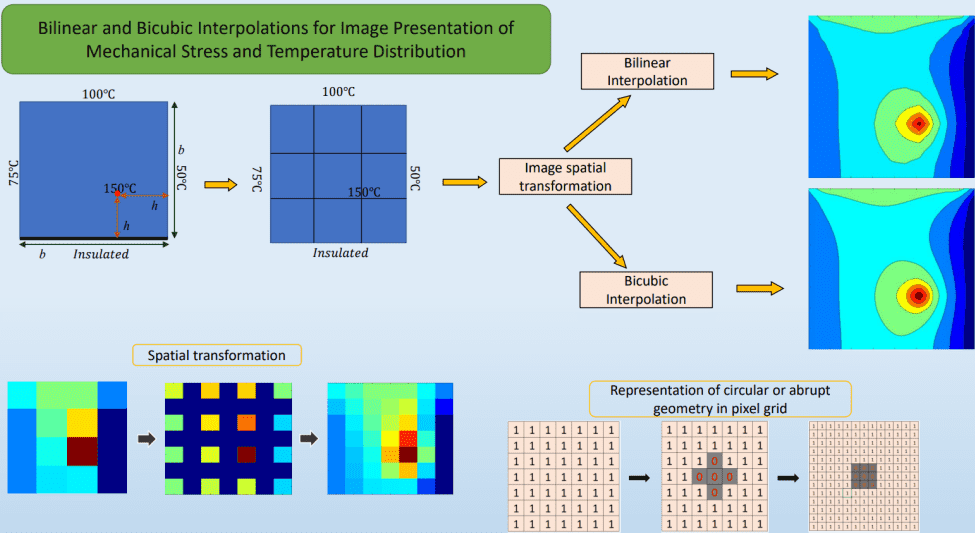 Bilinear and Bicubic Interpolations for Image Presentation of
Mechanical Stress and Temperature Distribution
100℃
75℃
150℃
50℃
b
h
h
b
Insulated
100℃
75℃
150℃
50℃
Insulated
Image spatial
transformation
Bilinear
Interpolation
Bicubic
Interpolation
Spatial transformation
Representation of circular or abrupt
geometry in pixel grid
1 1 1 1 1 1 1
1 1 1 1 1 1 1
1 1 1 1 1 1 1
1 1 1 1 1 1 1
1 1 1 1 1 1 1
1 1 1 1 1 1 1
1 1 1 1 1 1 1
1 1 1 1 1 1 1
1 1 1 1 1 1 1
1 1 1 0 1 1 1
1 1 0 0 0 1 1
1 1 1 0 1 1 1
1 1 1 1 1 1 1
1 1 1 1 1 1 1